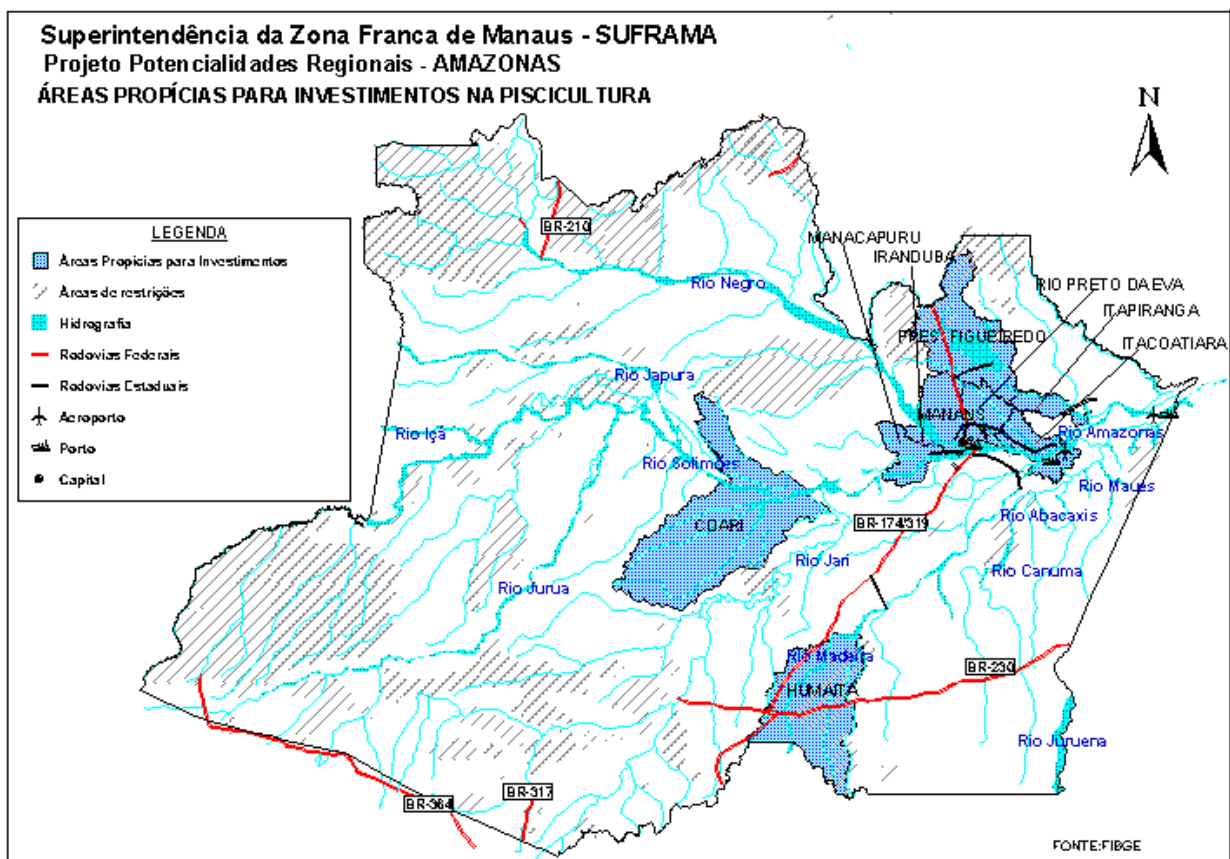 Superintendência da Zona Franca de Manaus - SUFRAMA
Projeto Potencialidades Regionais - AMAZONAS
ÁREAS PROPÍCIAS PARA INVESTIMENTOS NA PISCICULTURA
N
LEGENDA
Áreas Propícias para Investimentos
Áreas de restrições
Hidrografia
Rodovias Federais
Rodovias Estaduais
Aeroporto
Porto
Capital
BR-210
MANACAPURU
IRANDUBA
RIO PRETO DA EVA
ITAPIRANGA
ITACOATIARA
Rio Negro
PRES. FIGUEIREDO
Rio Japura
MANAUS
Rio Içã
Rio Amazonas
Rio Solimões
Rio Maues
COARI
BR-174/319
Rio Abacaxis
Rio Jari
Rio Canuma
Rio Jurua
Rio Madeira
BR-230
HUMAITÁ
Rio Juruena
BR-364
BR-317
FONTE:FIBGE